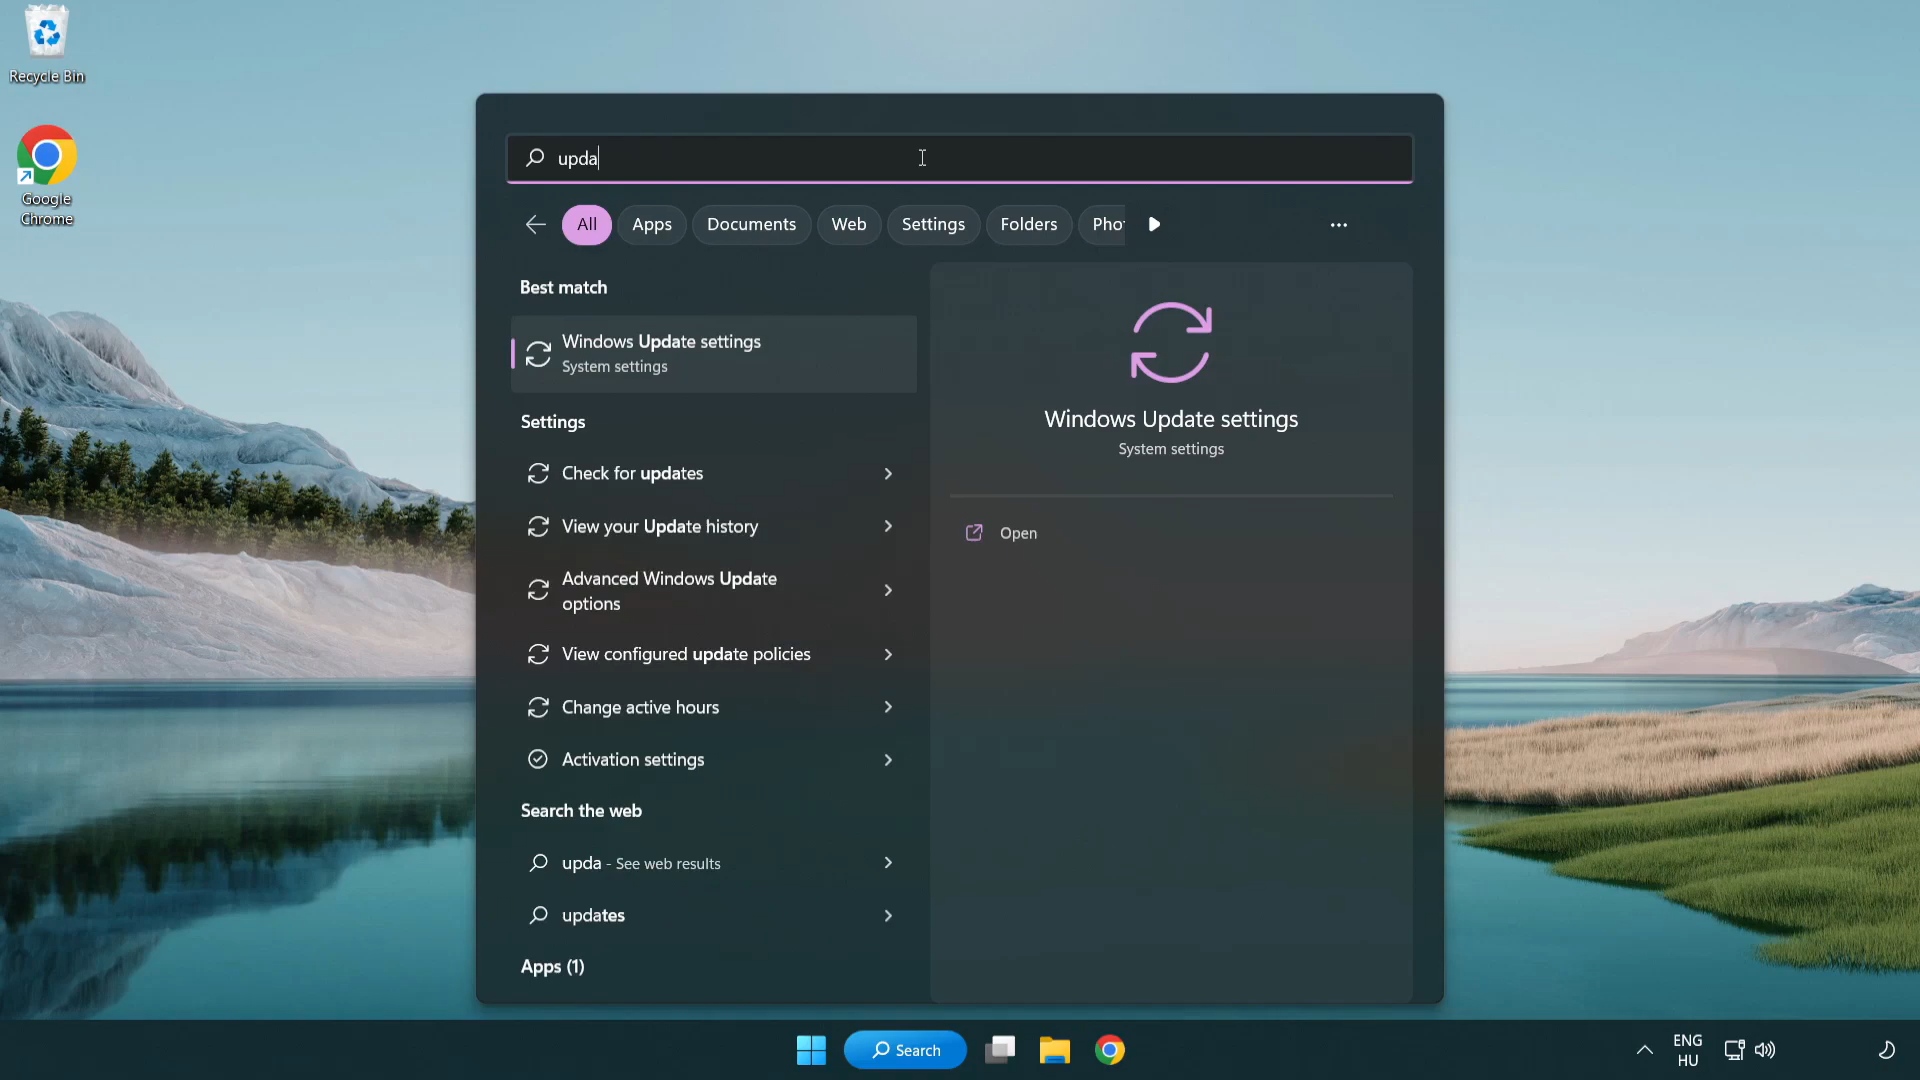 Recycle Bin
Google
Chrome
upda
All
Apps
Documents
Web
Settings
Folders
Phot
Best match
Windows Update settings
System settings
Settings
Check for updates
View your Update history
Advanced Windows Update
options
View configured update policies
Change active hours
Activation settings
Search the web
upda - See web results
updates
Apps (1)
Windows Update settings
System settings
Open
Search
ENG
HU